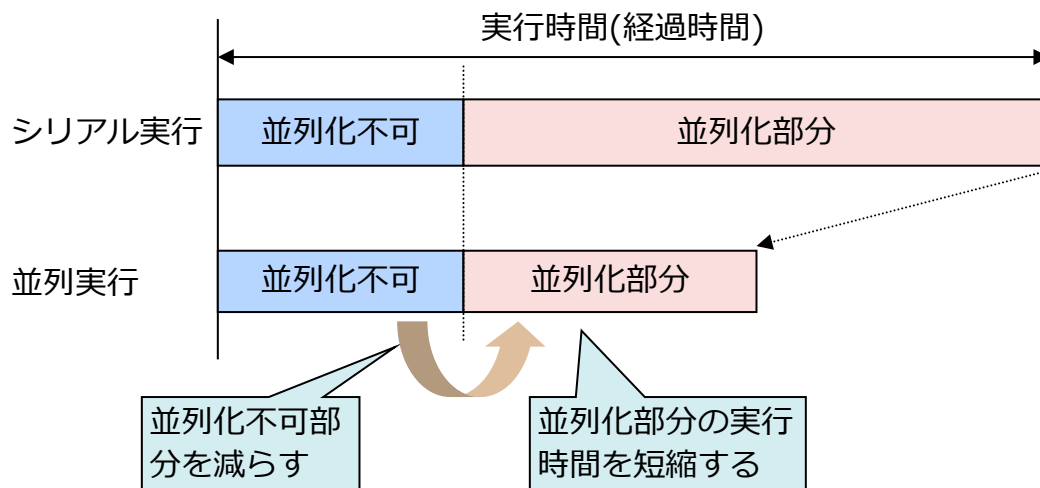 実行時間(経過時間)
シリアル実行
並列化不可
並列化部分
並列実行
並列化不可
並列化部分
並列化不可部
分を減らす
並列化部分の実行
時間を短縮する